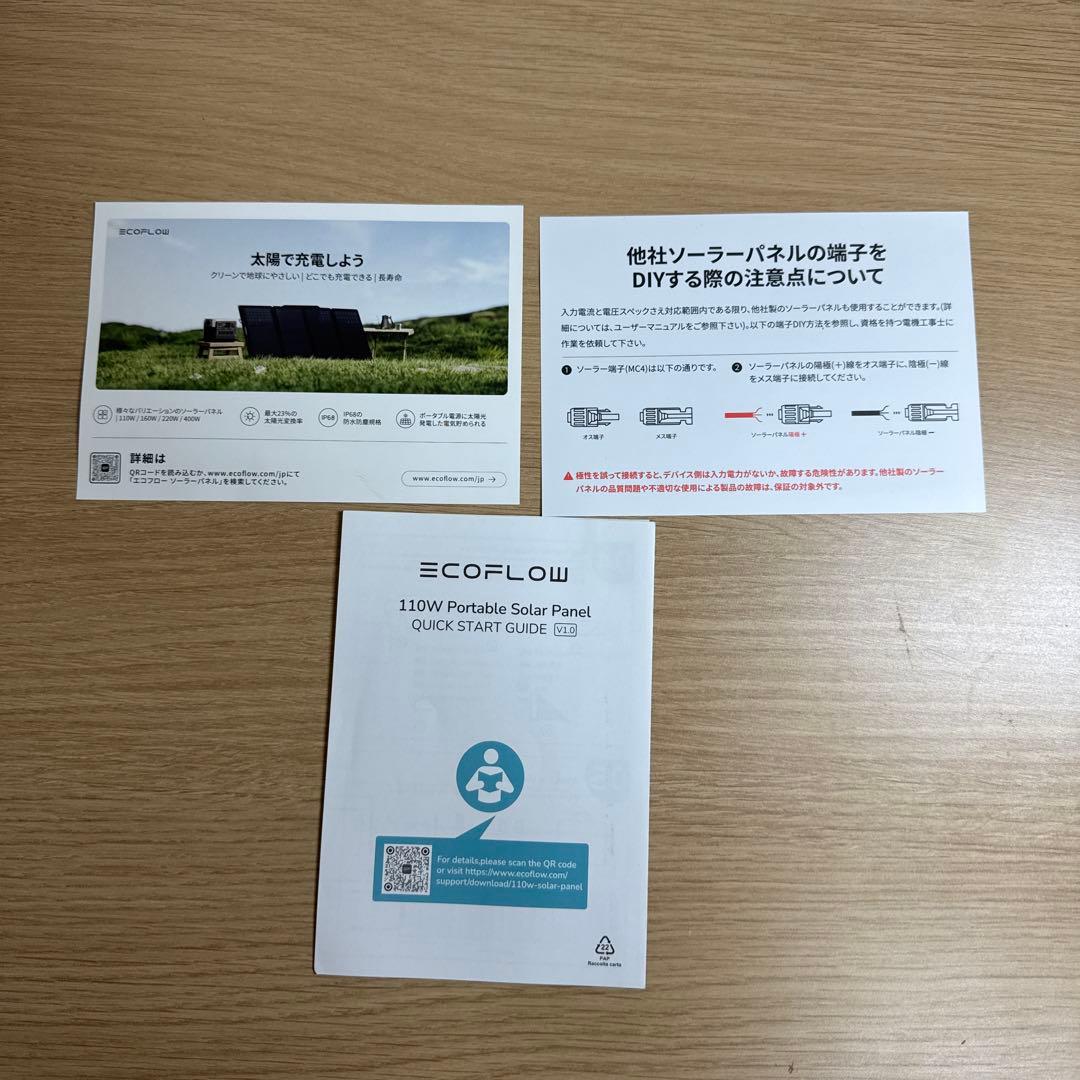 ECOFLOW
太陽で充電しよう
クリーンで地球にやさしい | どこでも充電できる | 長寿命
様々なバリエーションのソーラーパネル
| 110W / 160W / 220W / 400W
最大23%の
太陽光変換率
IP68
IP68の
防水防塵規格
ポータブル電源に太陽光
発電した電気貯められる
詳細は
QRコードを読み込むか、www.ecoflow.com/jpにて
「エコフロー ソーラーパネル」を検索してください。
www.ecoflow.com/jp →
他社ソーラーパネルの端子を
DIYする際の注意点について
入力電流と電圧スペックさえ対応範囲内である限り、他社製のソーラーパネルも使用することができます。(詳
細については、ユーザーマニュアルをご参照下さい)。以下の端子DIY方法を参照し、資格を持つ電機工事士に
作業を依頼して下さい。
❶ ソーラー端子(MC4)は以下の通りです。
❷ ソーラーパネルの陽極(+)線をオス端子に、陰極(ー)線
をメス端子に接続してください。
オス端子
メス端子
ソーラーパネル陽極 +
ソーラーパネル陰極 ー
極性を誤って接続すると、デバイス側は入力電力がないか、故障する危険性があります。他社製のソーラー
パネルの品質問題や不適切な使用による製品の故障は、保証の対象外です。
ECOFLOW
110W Portable Solar Panel
QUICK START GUIDE V1.0
For details,please scan the QR code
or visit https://www.ecoflow.com/
support/download/110w-solar-panel
22
PAP
Raccolta carta